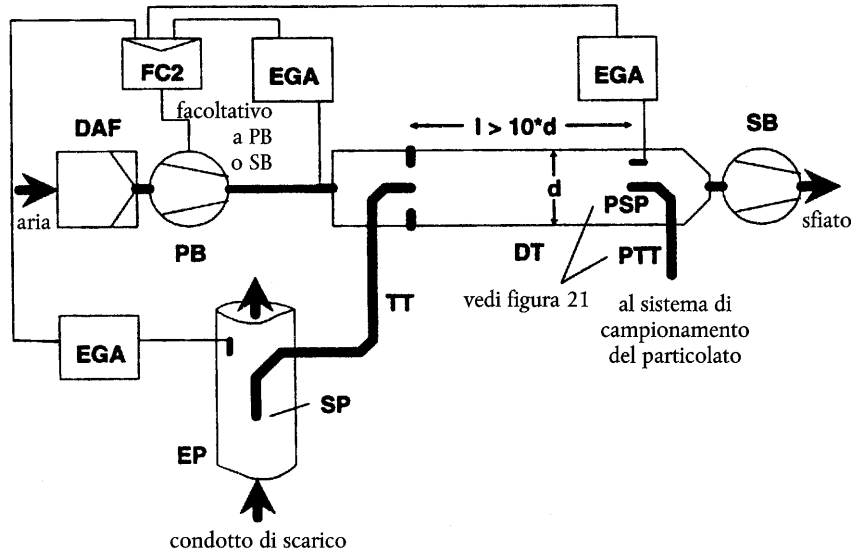 FC2
EGA
EGA
facoltativo
a PB
o SB
l > 10*d
SB
DAF
d
aria
PSP
sfiato
PB
DT
PTT
vedi figura 21
al sistema di
campionamento
del particolato
TT
EGA
SP
EP
condotto di scarico